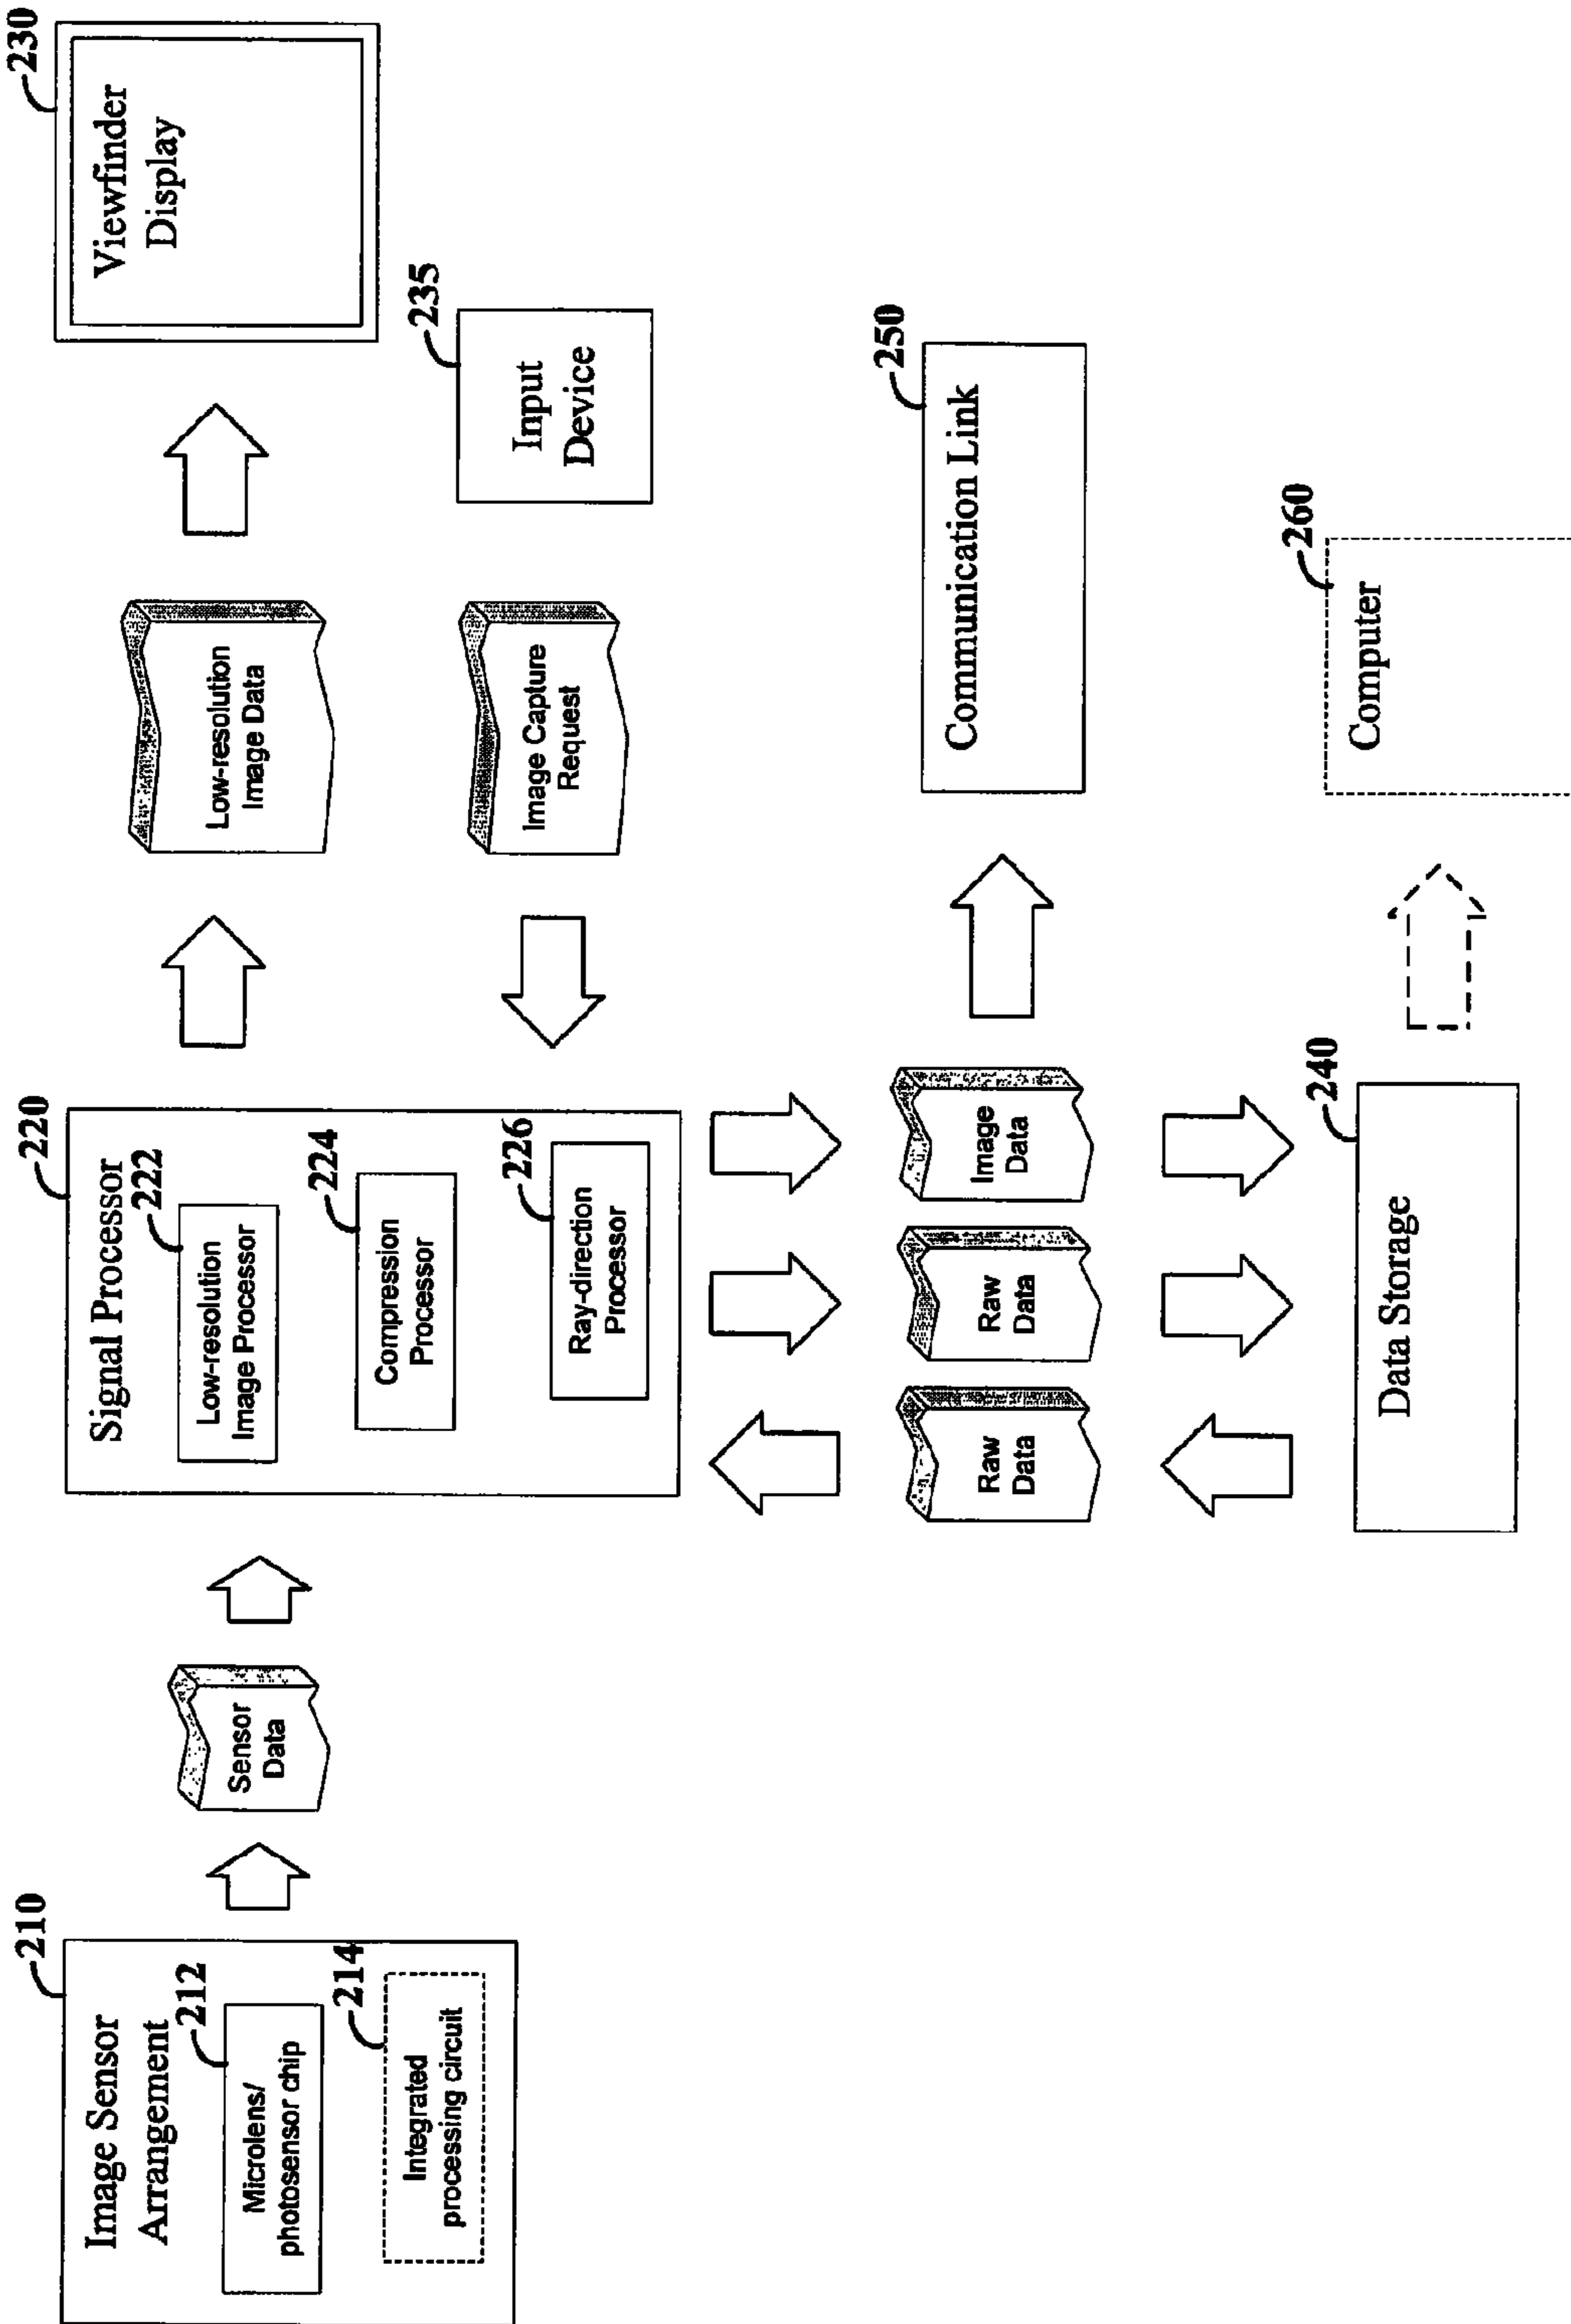 210
Image Sensor
Arrangement
212
Microlens/
photosensor chip
214
Integrated
processing circuit
Sensor
Data
220
Signal Processor
222
Low-resolution
Image Processor
224
Compression
Processor
226
Ray-direction
Processor
Low-resolution
Image Data
Image Capture
Request
230
Viewfinder
Display
235
Input
Device
Raw
Data
Raw
Data
Image
Data
250
Communication Link
240
Data Storage
260
Computer